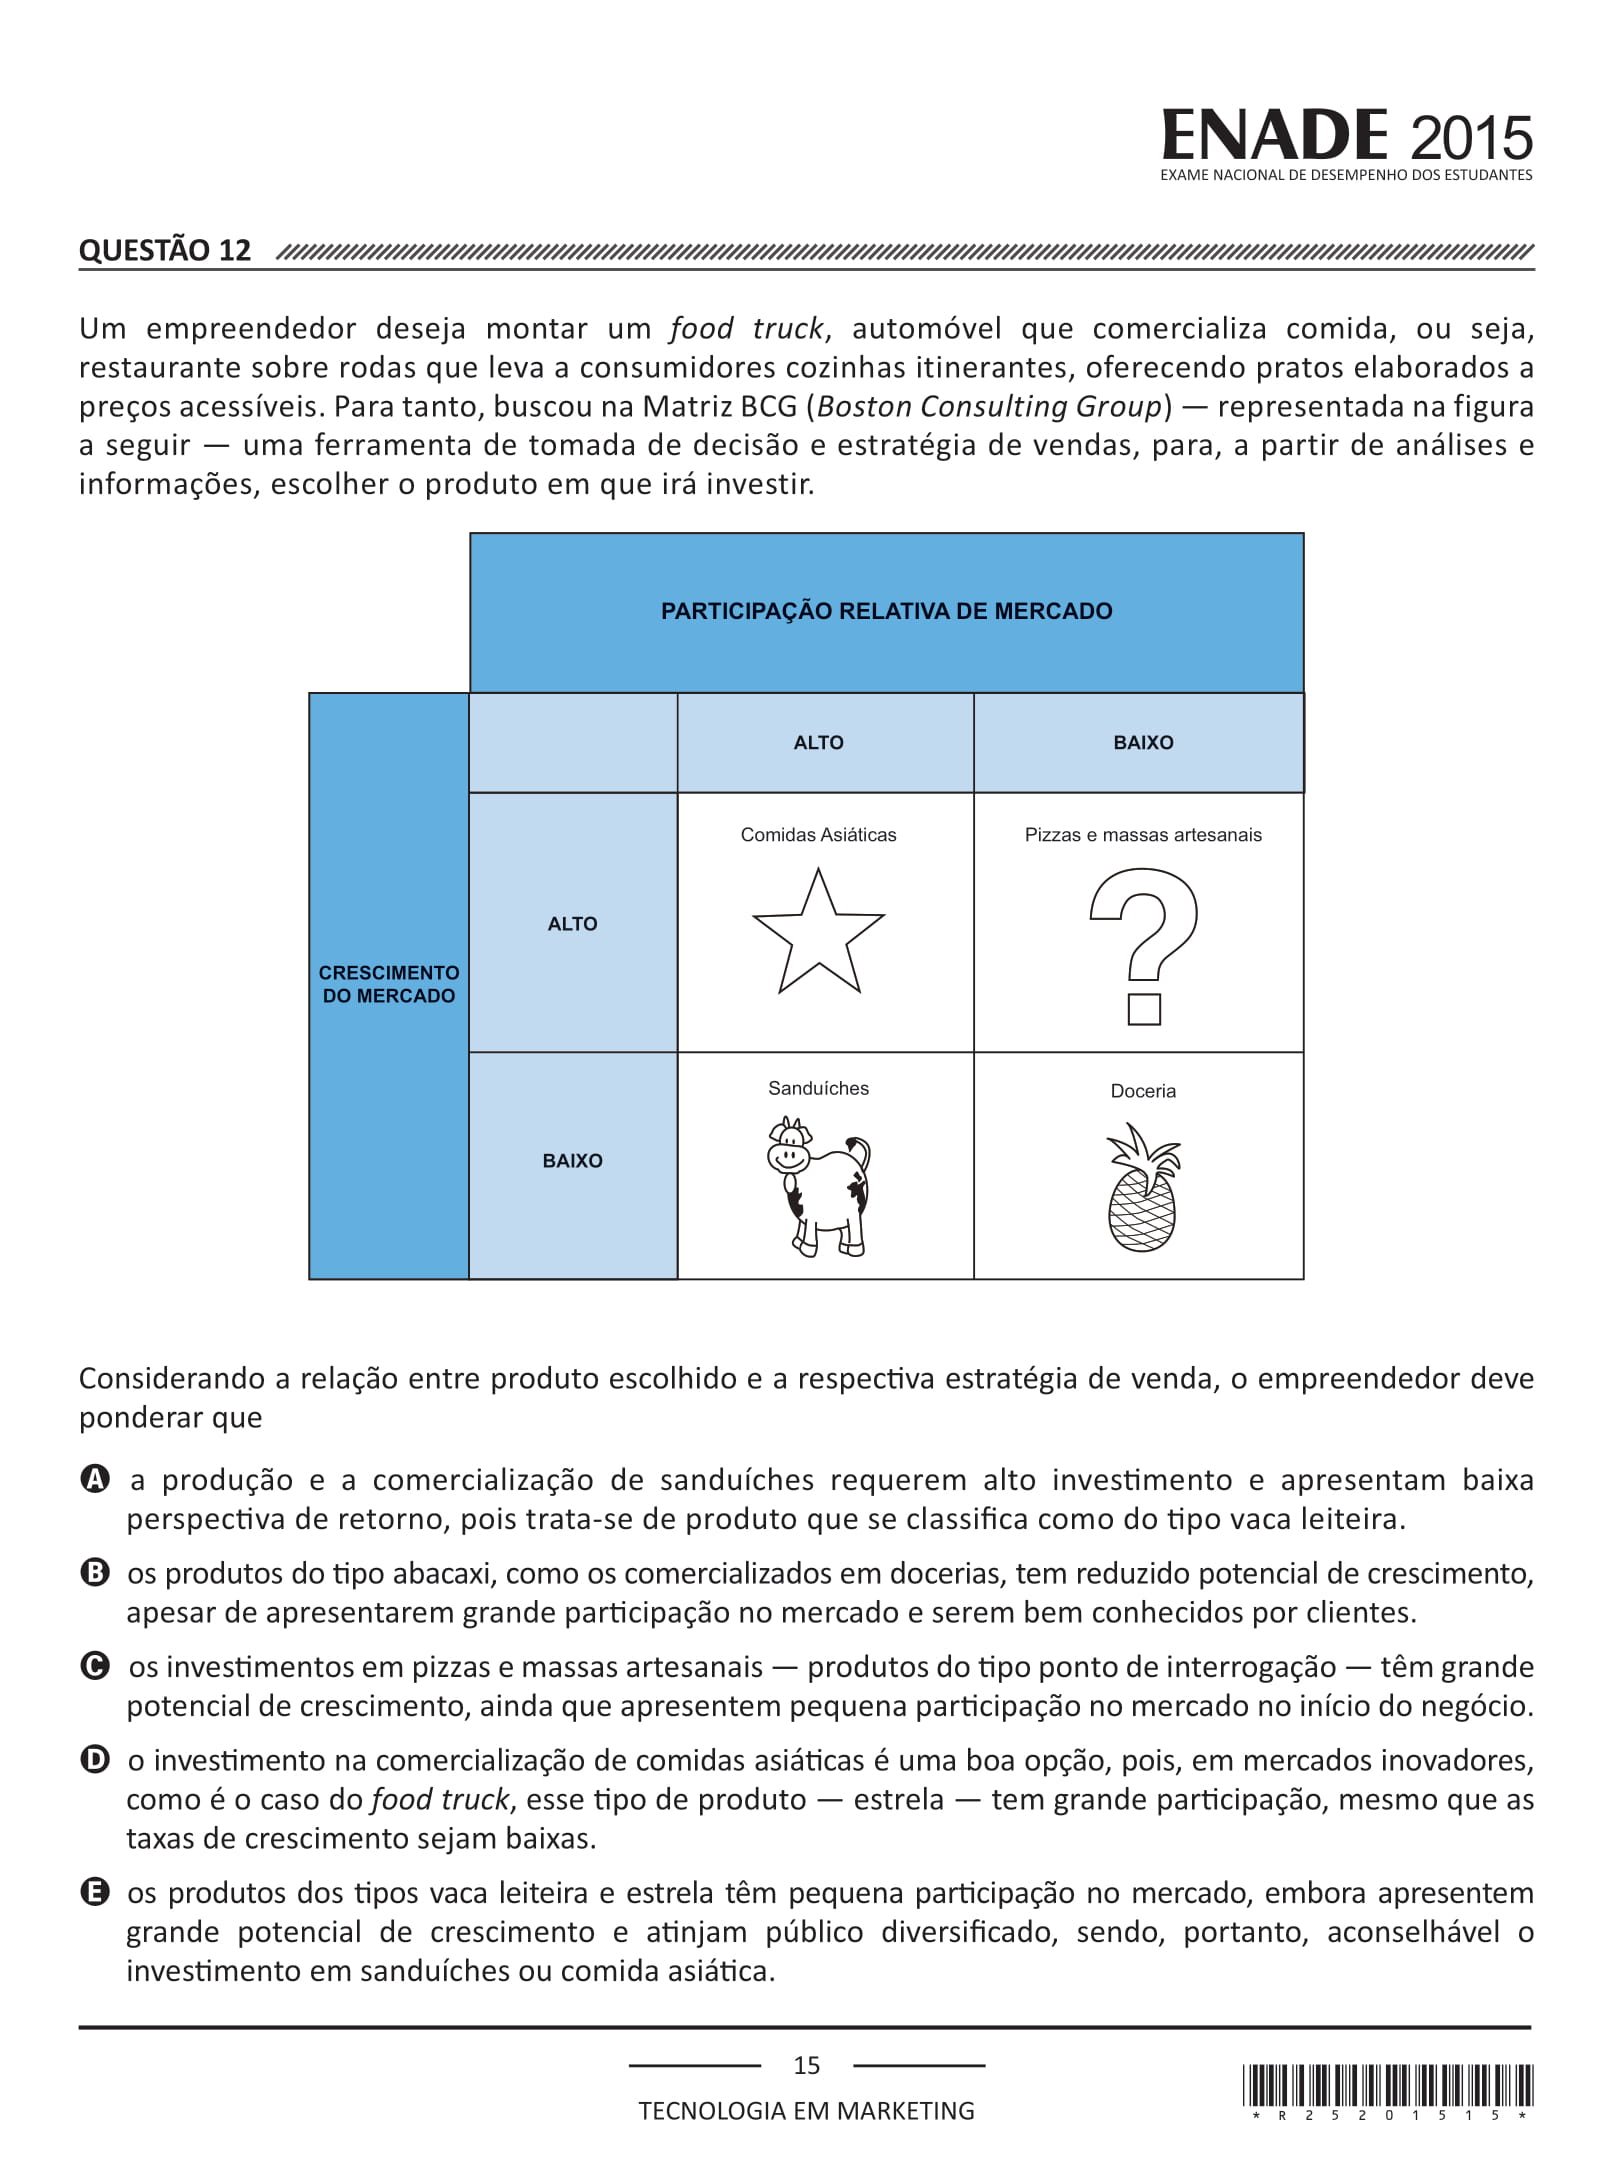 ENADE 2015
EXAME NACIONAL DE DESEMPENHO DOS ESTUDANTES
QUESTÃO 12
Um empreendedor deseja montar um food truck, automóvel que comercializa comida, ou seja,
restaurante sobre rodas que leva a consumidores cozinhas itinerantes, oferecendo pratos elaborados a
preços acessíveis. Para tanto, buscou na Matriz BCG (Boston Consulting Group) — representada na figura
a seguir — uma ferramenta de tomada de decisão e estratégia de vendas, para, a partir de análises e
informações, escolher o produto em que irá investir.
PARTICIPAÇÃO RELATIVA DE MERCADO
ALTO
BAIXO
CRESCIMENTO
DO MERCADO
ALTO
Comidas Asiáticas
Pizzas e massas artesanais
?
BAIXO
Sanduíches
Doceria
Considerando a relação entre produto escolhido e a respectiva estratégia de venda, o empreendedor deve
ponderar que
A a produção e a comercialização de sanduíches requerem alto investimento e apresentam baixa
perspectiva de retorno, pois trata-se de produto que se classifica como do tipo vaca leiteira.
B os produtos do tipo abacaxi, como os comercializados em docerias, tem reduzido potencial de crescimento,
apesar de apresentarem grande participação no mercado e serem bem conhecidos por clientes.
C os investimentos em pizzas e massas artesanais — produtos do tipo ponto de interrogação — têm grande
potencial de crescimento, ainda que apresentem pequena participação no mercado no início do negócio.
D o investimento na comercialização de comidas asiáticas é uma boa opção, pois, em mercados inovadores,
como é o caso do food truck, esse tipo de produto — estrela — tem grande participação, mesmo que as
taxas de crescimento sejam baixas.
E os produtos dos tipos vaca leiteira e estrela têm pequena participação no mercado, embora apresentem
grande potencial de crescimento e atinjam público diversificado, sendo, portanto, aconselhável o
investimento em sanduíches ou comida asiática.
15
TECNOLOGIA EM MARKETING
* R 2 5 2 0 1 5 1 5 *